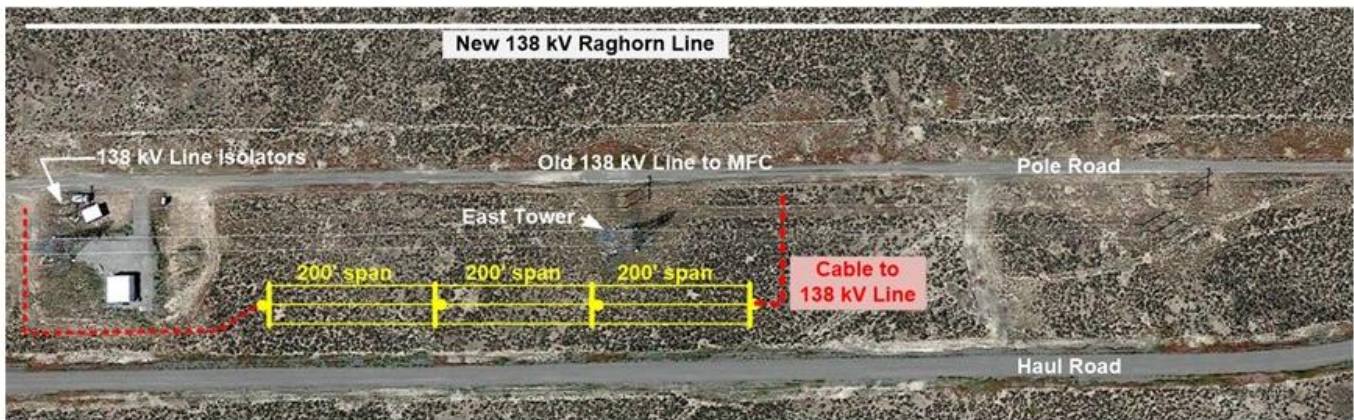 New 138 kV Raghorn Line
138 kV Line Isolators
Old 138 kV Line to MFC
Pole Road
East Tower
200' span
200' span
200' span
Cable to
138 kV Line
Haul Road